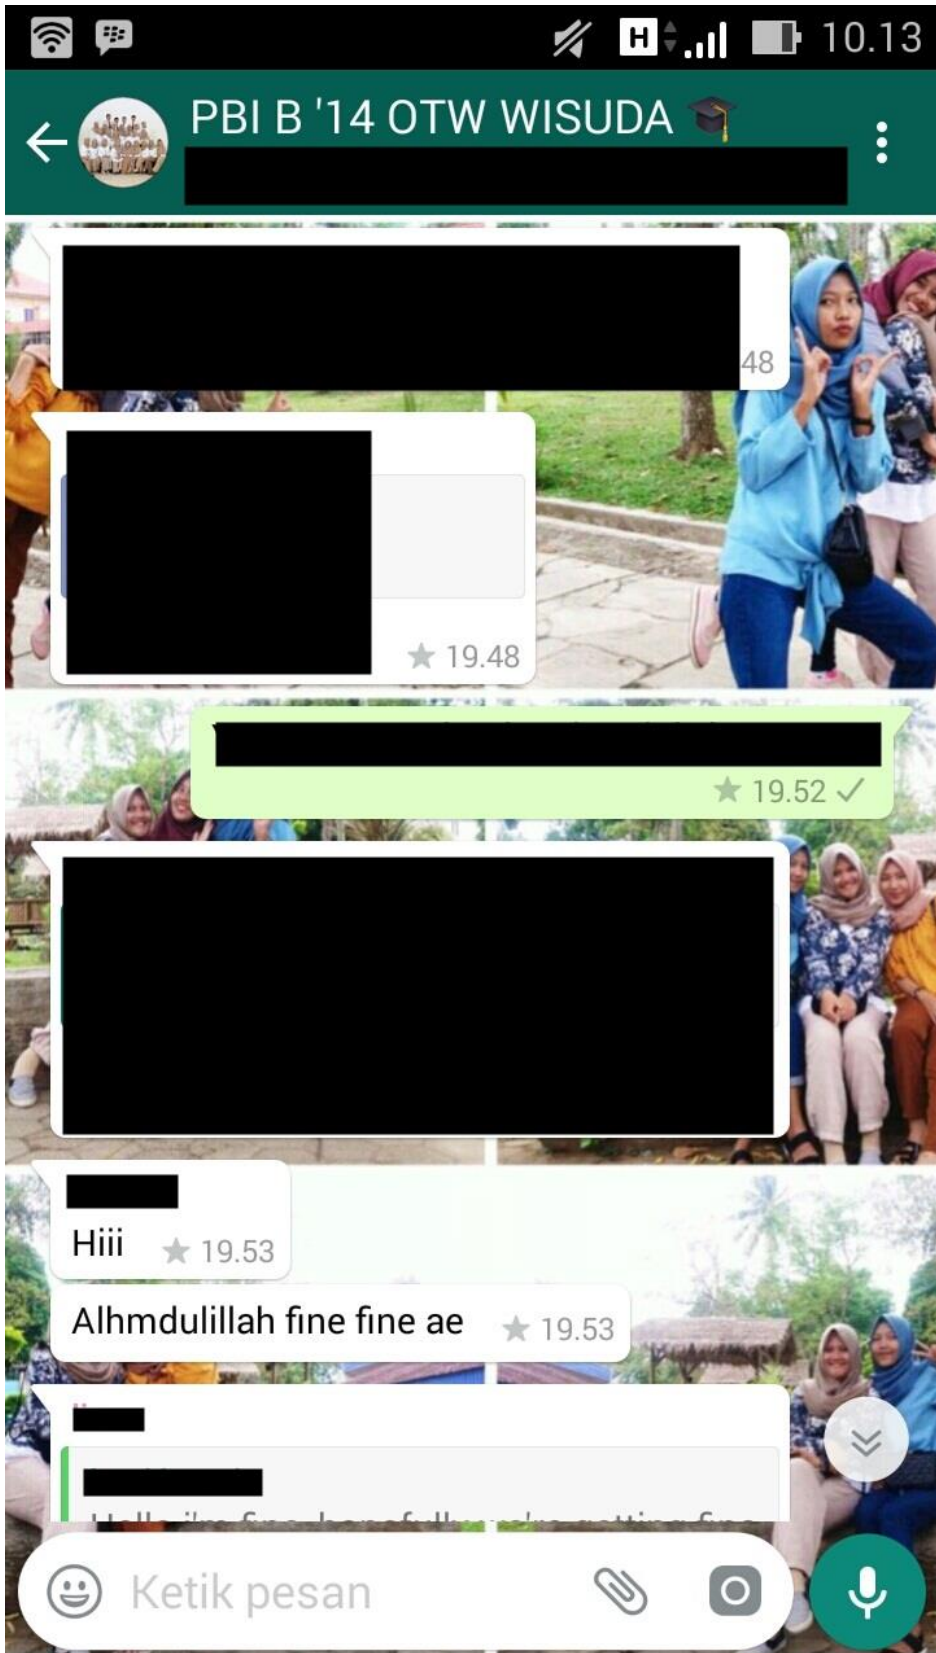 H 10.13
PBI B '14 OTW WISUDA
48
19.48
19.52
Hiii 19.53
Alhmdulillah fine fine ae 19.53
Ketik pesan